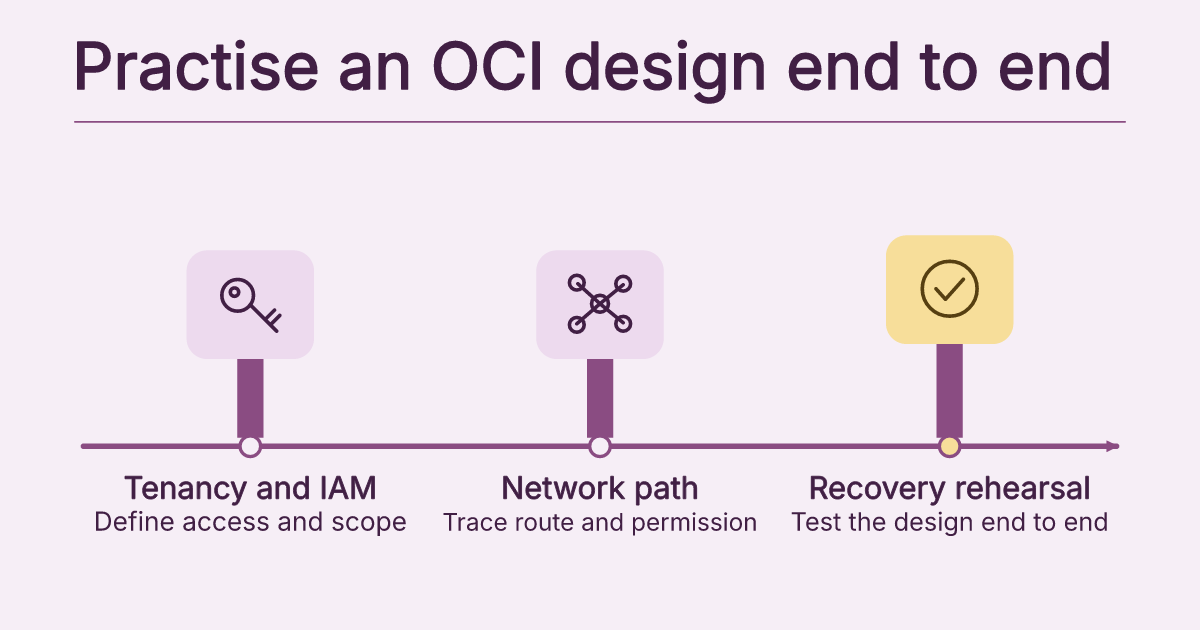 Practise an OCI design end to end
Tenancy and IAM
Define access and scope
Network path
Trace route and permission
Recovery rehearsal
Test the design end to end